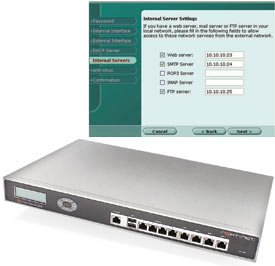 Password
Internal Interface
External Interface
DHCP Server
Internal Servers
Anti-Virus
Internal Server Settings
If you have a web server, mail server or FTP server in your
local network, please fill in the following fields to allow
access to these network services from the external network.
Web server: 10.10.10.23
SMTP Server 10.10.10.24
POP3 Server
IMAP Server
FTP server: 10.10.10.25
Cancel < Back Next >
FORTINET